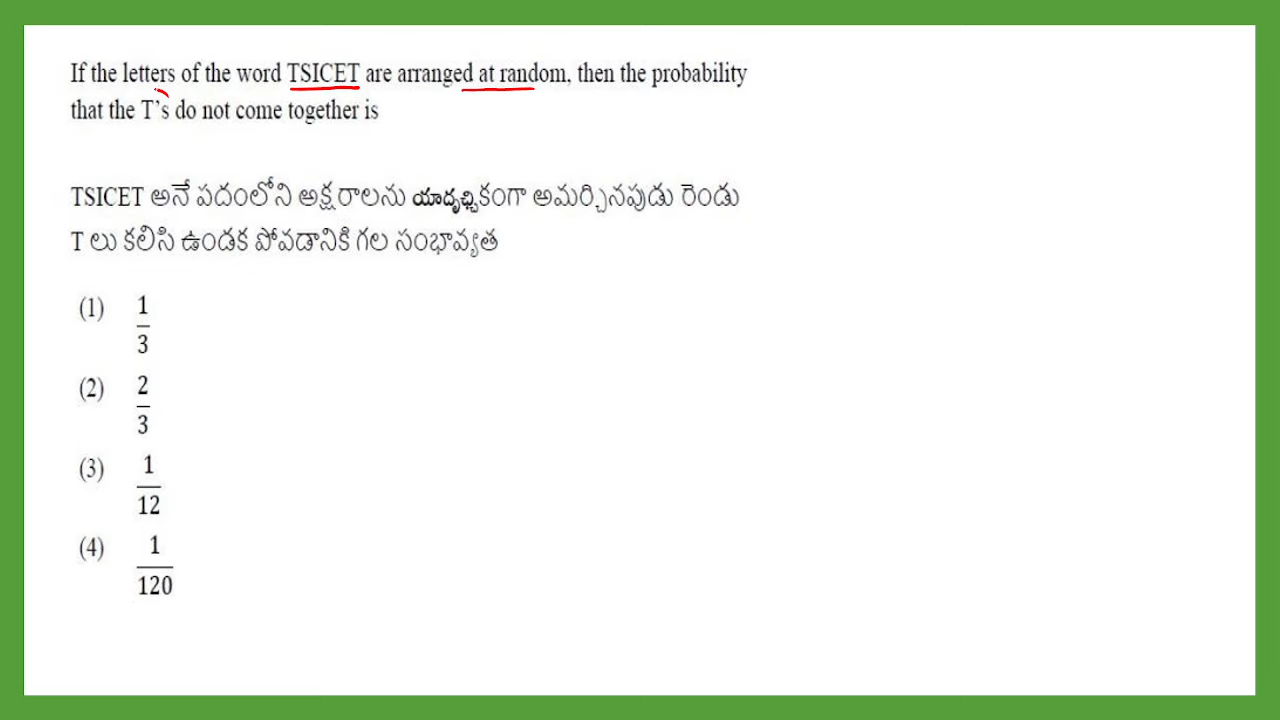 If the letters of the word TSICET are arranged at random, then the probability
that the T's do not come together is
TSICET అనే పదంలోని అక్షరాలను యాదృచ్ఛికంగా అమర్చినపుడు రెండు
T లు కలిసి ఉండక పోవడానికి గల సంభావ్యత
(1) 1/3
(2) 2/3
(3) 1/12
(4) 1/120